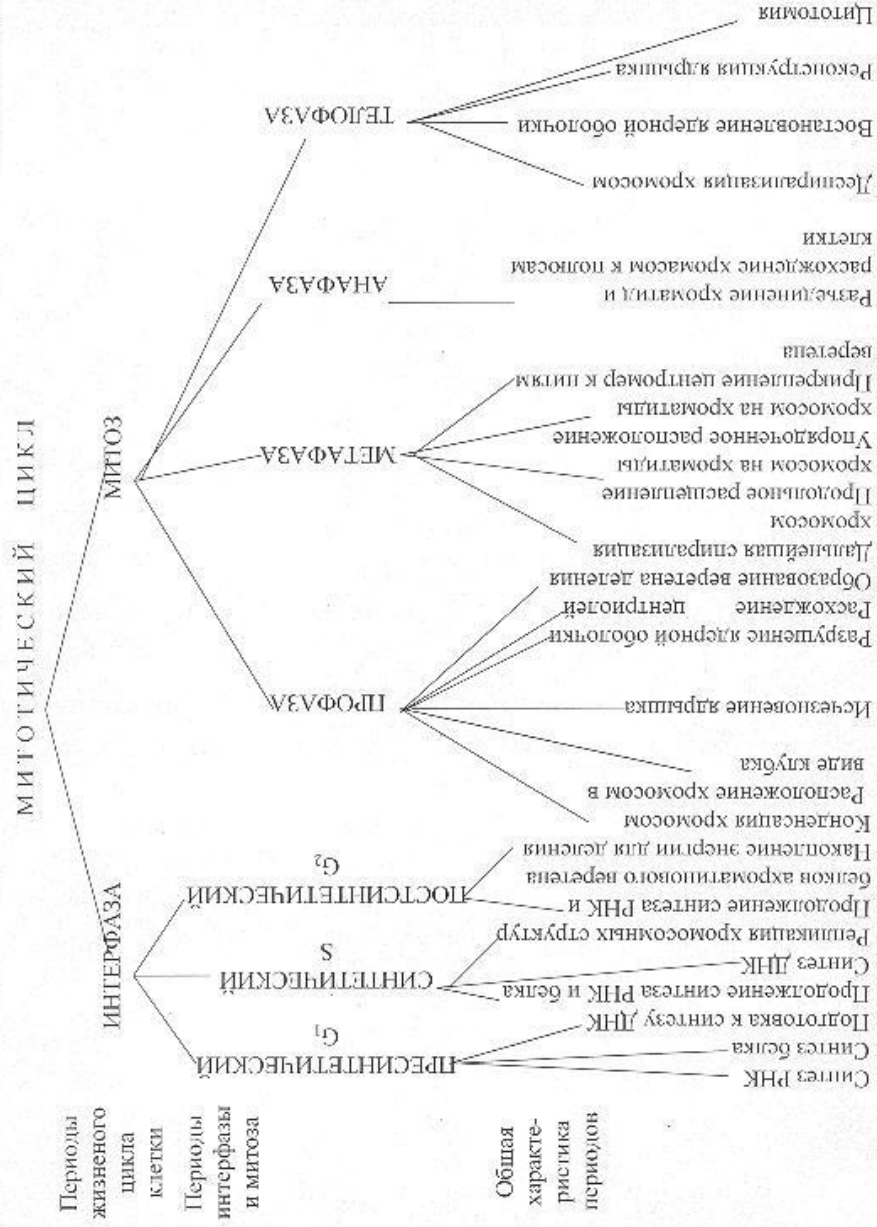 МИТОТИЧЕСКИЙ ЦИКЛ
Периоды
жизненого
цикла
клетки
ИНТЕРФАЗА
МИТОЗ
Периоды
интерфазы
и митоза
ПРЕСИНТЕТИЧЕСКИЙ
G₁
СИНТЕТИЧЕСКИЙ
S
ПОСТСИНТЕТИЧЕСКИЙ
G₂
ПРОФАЗА
МЕТАФАЗА
АНАФАЗА
ТЕЛОФАЗА
Общая
характе-
ристика
периодов
Синтез РНК
Синтез белка
Подготовка к синтезу ДНК
Продолжение синтеза РНК и белка
Синтез ДНК
Репликация хромосомных структур
Продолжение синтеза РНК и
белков ахроматинового веретена
Накопление энергии для деления
Конденсация хромосом
Расположение хромосом в
виде клубка
Исчезновение ядрышка
Разрушение ядерной оболочки
Расхождение центриолей
Образование веретена деления
Дальнейшая спирализация
хромосом
Продольное расщепление
хромосом на хроматиды
Упорядоченное расположение
хромосом на хроматиды
Прикрепление центромер к нитям
веретена
Разъединение хроматид и
расхождение хромасом к полюсам
клетки
Деспирализация хромосом
Востановление ядерной оболочки
Реконструкция ядрышка
Цитотомия